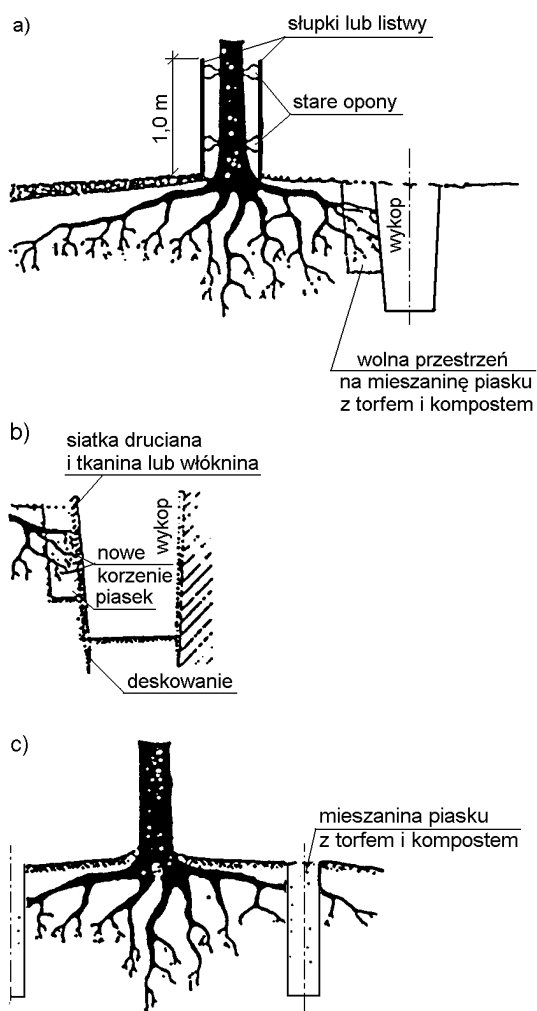 a)
słupki lub listwy
stare opony
1,0 m
wykop
wolna przestrzeń
na mieszaninę piasku
z torfem i kompostem
b)
siatka druciana
i tkanina lub włóknina
wykop
nowe
korzenie
piasek
deskowanie
c)
mieszanina piasku
z torfem i kompostem